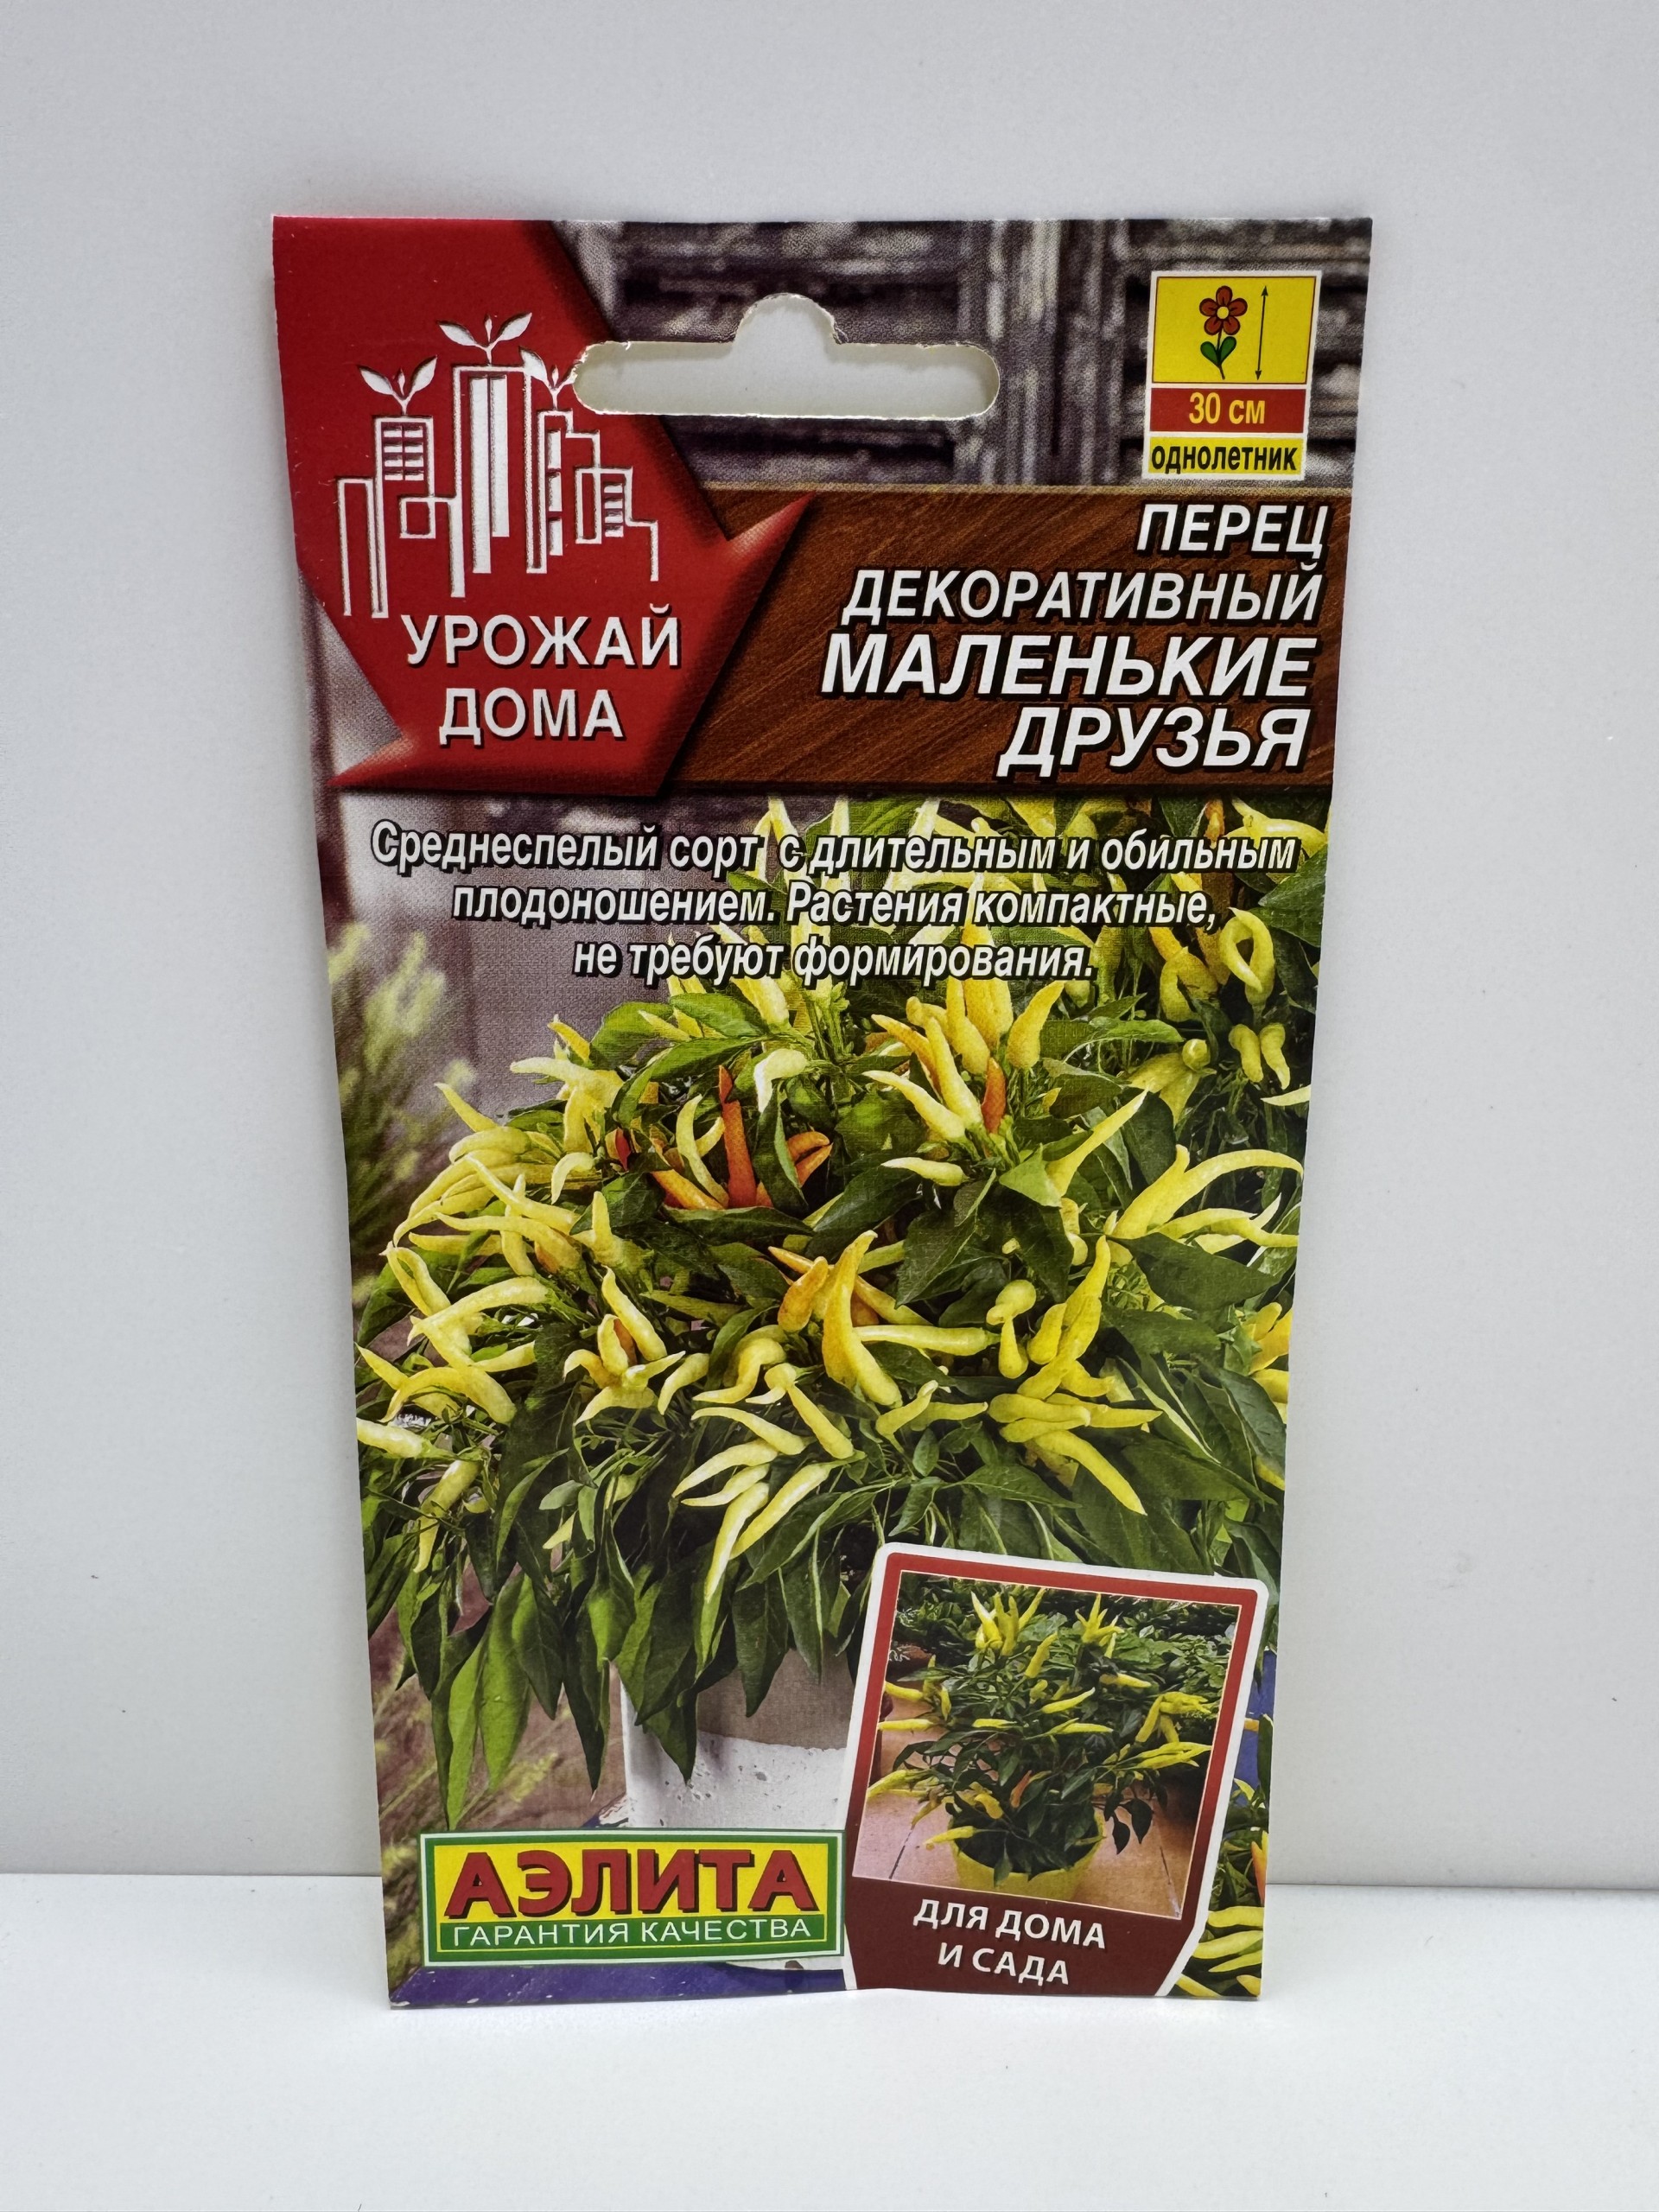 30 см
однолетник
ПЕРЕЦ
ДЕКОРАТИВНЫЙ
МАЛЕНЬКИЕ
ДРУЗЬЯ
УРОЖАЙ
ДОМА
Среднеспелый сорт с длительным и обильным
плодоношением. Растения компактные,
не требуют формирования.
АЭЛИТА
ГАРАНТИЯ КАЧЕСТВА
ДЛЯ ДОМА
И САДА